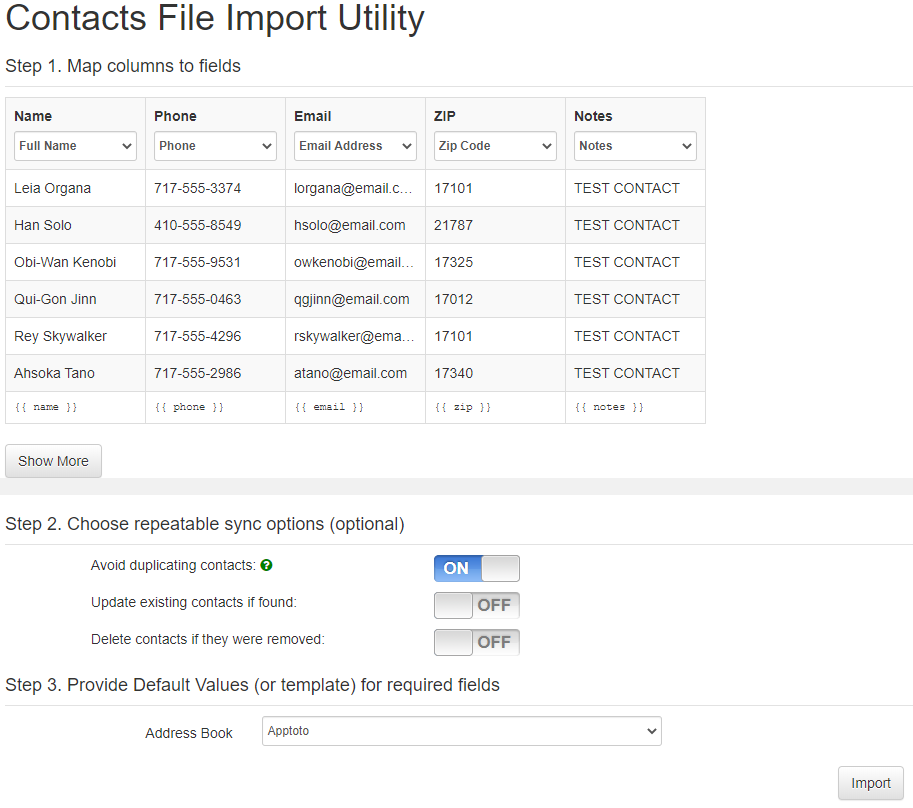 Contacts File Import Utility
Step 1. Map columns to fields
Name Phone Email ZIP Notes
Full Name Phone Email Address Zip Code Notes
Leia Organa 717-555-3374 lorgana@email.c... 17101 TEST CONTACT
Han Solo 410-555-8549 hsolo@email.com 21787 TEST CONTACT
Obi-Wan Kenobi 717-555-9531 owkenobi@email... 17325 TEST CONTACT
Qui-Gon Jinn 717-555-0463 qgjinn@email.com 17012 TEST CONTACT
Rey Skywalker 717-555-4296 rskywalker@ema... 17101 TEST CONTACT
Ahsoka Tano 717-555-2986 atano@email.com 17340 TEST CONTACT
{{ name }} {{ phone }} {{ email }} {{ zip }} {{ notes }}
Show More
Step 2. Choose repeatable sync options (optional)
Avoid duplicating contacts: ? ON
Update existing contacts if found: OFF
Delete contacts if they were removed: OFF
Step 3. Provide Default Values (or template) for required fields
Address Book Apptoto
Import